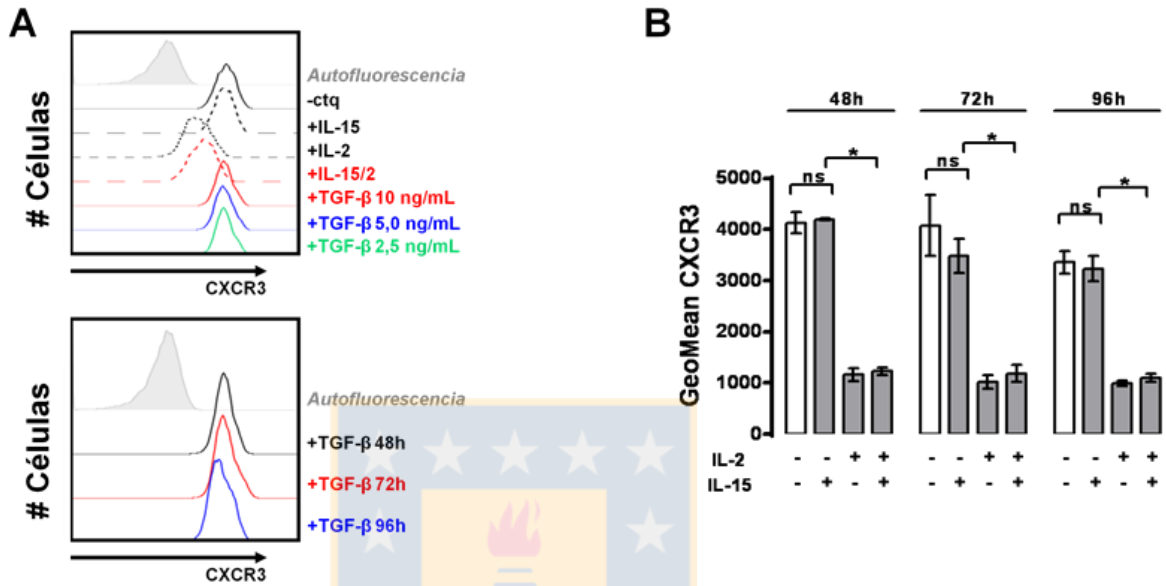 A
# Células
Autofluorescencia
-ctq
+IL-15
+IL-2
+IL-15/2
+TGF-β 10 ng/mL
+TGF-β 5,0 ng/mL
+TGF-β 2,5 ng/mL
CXCR3
# Células
Autofluorescencia
+TGF-β 48h
+TGF-β 72h
+TGF-β 96h
CXCR3
B
48h 72h 96h
* * *
ns ns ns
GeoMean CXCR3
5000
4000
3000
2000
1000
0
IL-2 - - + + - - + + - - + +
IL-15 - + - + - + - + - + - +